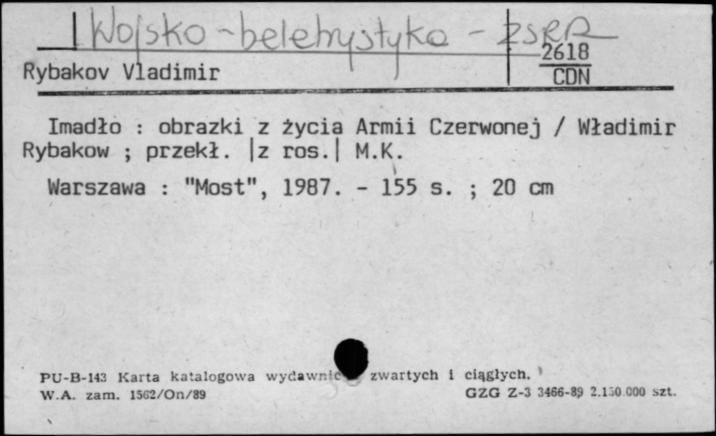 Wojsko - beletrystyka - ZSRR
2618
Rybakov Vladimir
CDN
Imadło : obrazki z życia Armii Czerwonej / Władimir
Rybakow ; przekł. |z ros.| M.K.
Warszawa : "Most", 1987. - 155 s. ; 20 cm
PU-B-143 Karta katalogowa zwartych i ciągłych.
W.A. zam. 1562/On/89 GZG Z-3 3466-89 2.150.000 szt.